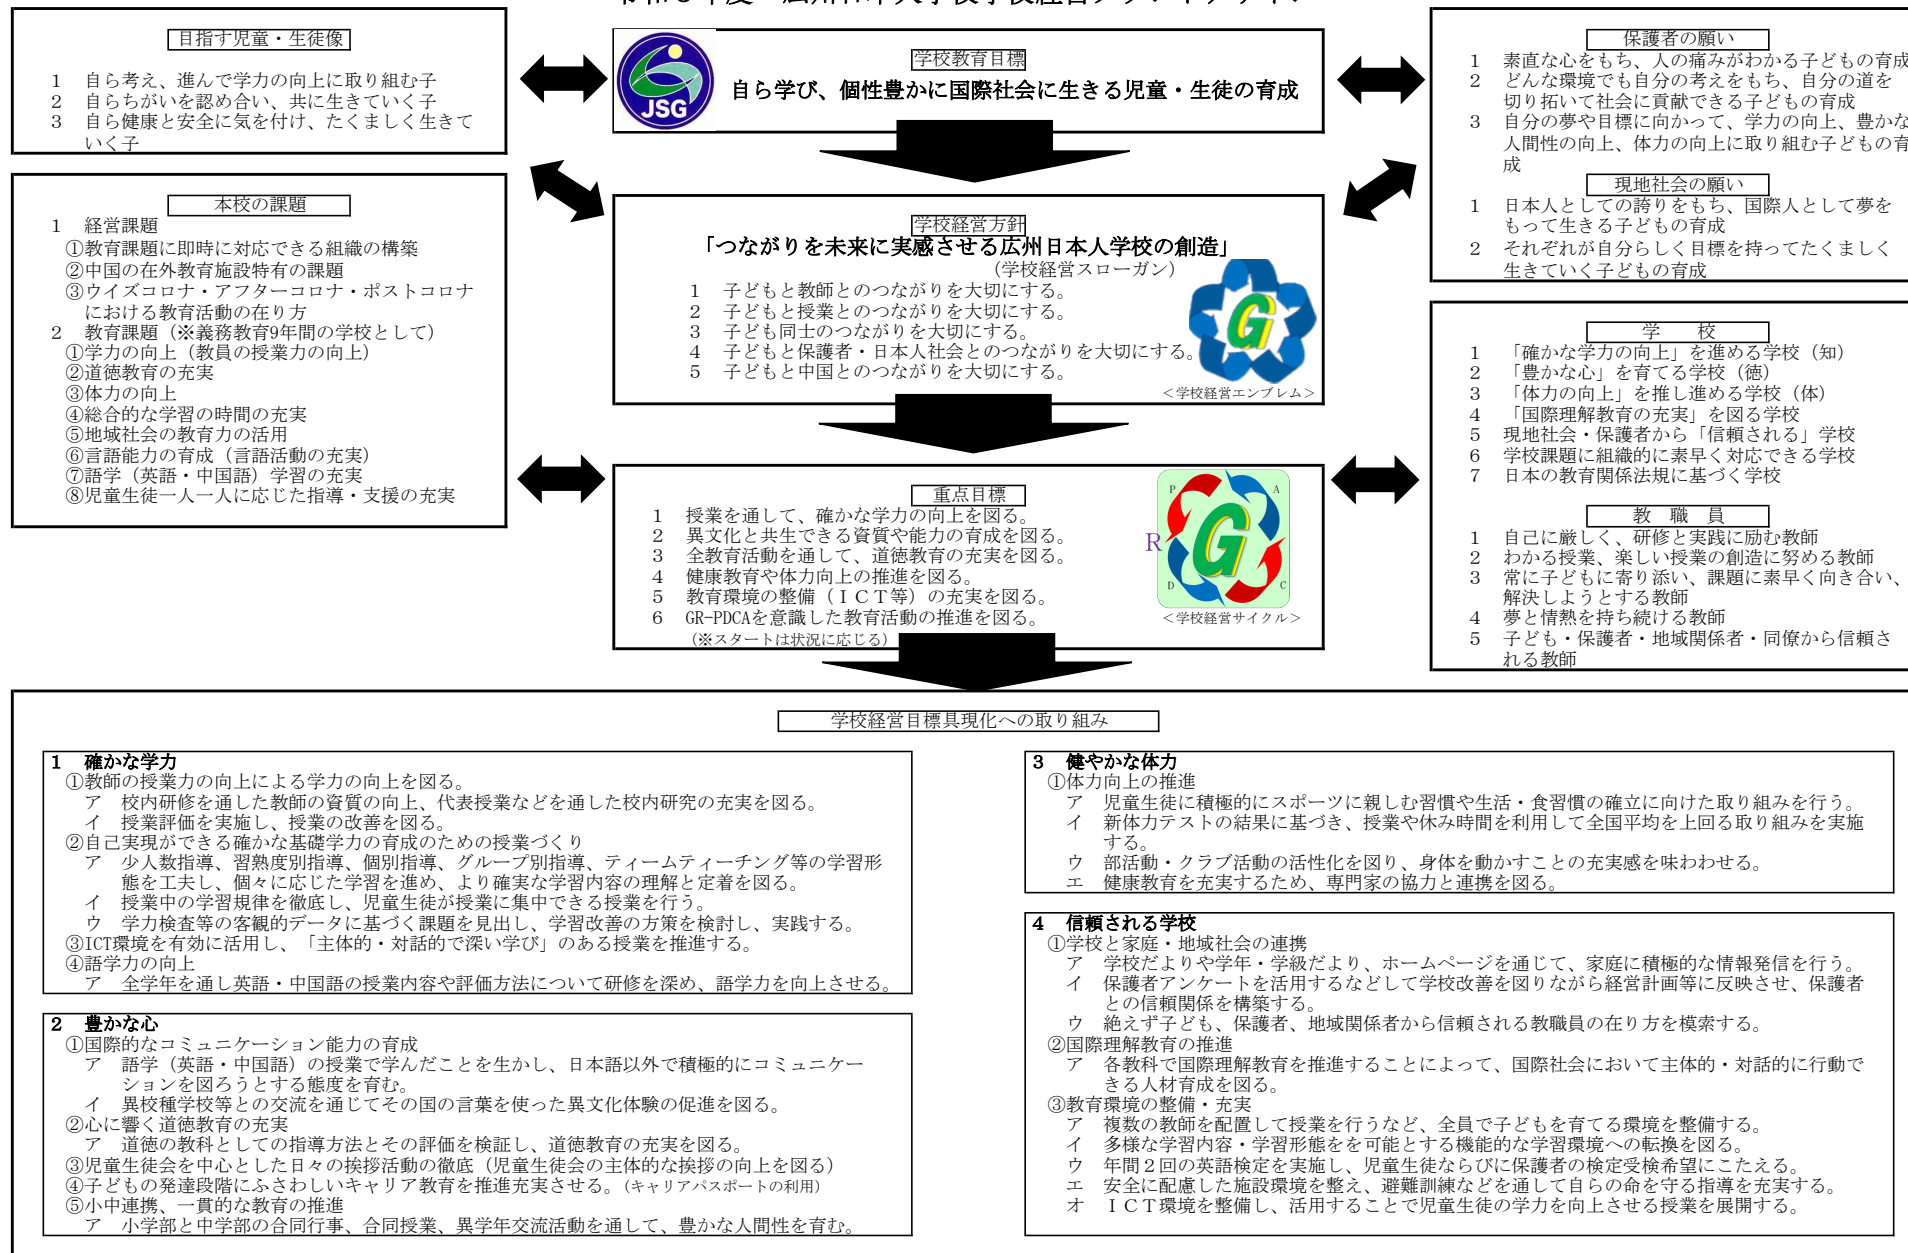 目指す児童・生徒像
1 自ら考え、進んで学力の向上に取り組む子
2 自らちがいを認め合い、共に生きていく子
3 自ら健康と安全に気を付け、たくましく生きて
いく子
本校の課題
1 経営課題
①教育課題に即時に対応できる組織の構築
②中国の在外教育施設特有の課題
③ウイズコロナ・アフターコロナ・ポストコロナ
における教育活動の在り方
2 教育課題（※義務教育9年間の学校として）
①学力の向上（教員の授業力の向上）
②道徳教育の充実
③体力の向上
④総合的な学習の時間の充実
⑤地域社会の教育力の活用
⑥言語能力の育成（言語活動の充実）
⑦語学（英語・中国語）学習の充実
⑧児童生徒一人一人に応じた指導・支援の充実
JSG
学校教育目標
自ら学び、個性豊かに国際社会に生きる児童・生徒の育成
学校経営方針
「つながりを未来に実感させる広州日本人学校の創造」
（学校経営スローガン）
1 子どもと教師とのつながりを大切にする。
2 子どもと授業とのつながりを大切にする。
3 子ども同士のつながりを大切にする。
4 子どもと保護者・日本人社会とのつながりを大切にする。
5 子どもと中国とのつながりを大切にする。
G
＜学校経営エンブレム＞
重点目標
1 授業を通して、確かな学力の向上を図る。
2 異文化と共生できる資質や能力の育成を図る。
3 全教育活動を通して、道徳教育の充実を図る。
4 健康教育や体力向上の推進を図る。
5 教育環境の整備（ＩＣＴ等）の充実を図る。
6 GR-PDCAを意識した教育活動の推進を図る。
（※スタートは状況に応じる）
P
A
R
G
D
C
＜学校経営サイクル＞
保護者の願い
1 素直な心をもち、人の痛みがわかる子どもの育成
2 どんな環境でも自分の考えをもち、自分の道を
切り拓いて社会に貢献できる子どもの育成
3 自分の夢や目標に向かって、学力の向上、豊かな
人間性の向上、体力の向上に取り組む子どもの育
成
現地社会の願い
1 日本人としての誇りをもち、国際人として夢を
もって生きる子どもの育成
2 それぞれが自分らしく目標を持ってたくましく
生きていく子どもの育成
学 校
1 「確かな学力の向上」を進める学校（知）
2 「豊かな心」を育てる学校（徳）
3 「体力の向上」を推し進める学校（体）
4 「国際理解教育の充実」を図る学校
5 現地社会・保護者から「信頼される」学校
6 学校課題に組織的に素早く対応できる学校
7 日本の教育関係法規に基づく学校
教 職 員
1 自己に厳しく、研修と実践に励む教師
2 わかる授業、楽しい授業の創造に努める教師
3 常に子どもに寄り添い、課題に素早く向き合い、
解決しようとする教師
4 夢と情熱を持ち続ける教師
5 子ども・保護者・地域関係者・同僚から信頼さ
れる教師
学校経営目標具現化への取り組み
1 確かな学力
①教師の授業力の向上による学力の向上を図る。
ア 校内研修を通した教師の資質の向上、代表授業などを通した校内研究の充実を図る。
イ 授業評価を実施し、授業の改善を図る。
②自己実現ができる確かな基礎学力の育成のための授業づくり
ア 少人数指導、習熟度別指導、個別指導、グループ別指導、ティームティーチング等の学習形
態を工夫し、個々に応じた学習を進め、より確実な学習内容の理解と定着を図る。
イ 授業中の学習規律を徹底し、児童生徒が授業に集中できる授業を行う。
ウ 学力検査等の客観的データに基づく課題を見出し、学習改善の方策を検討し、実践する。
③ICT環境を有効に活用し、「主体的・対話的で深い学び」のある授業を推進する。
④語学力の向上
ア 全学年を通し英語・中国語の授業内容や評価方法について研修を深め、語学力を向上させる。
2 豊かな心
①国際的なコミュニケーション能力の育成
ア 語学（英語・中国語）の授業で学んだことを生かし、日本語以外で積極的にコミュニケー
ションを図ろうとする態度を育む。
イ 異校種学校等との交流を通じてその国の言葉を使った異文化体験の促進を図る。
②心に響く道徳教育の充実
ア 道徳の教科としての指導方法とその評価を検証し、道徳教育の充実を図る。
③児童生徒会を中心とした日々の挨拶活動の徹底（児童生徒会の主体的な挨拶の向上を図る）
④子どもの発達段階にふさわしいキャリア教育を推進充実させる。（キャリアパスポートの利用）
⑤小中連携、一貫的な教育の推進
ア 小学部と中学部の合同行事、合同授業、異学年交流活動を通して、豊かな人間性を育む。
3 健やかな体力
①体力向上の推進
ア 児童生徒に積極的にスポーツに親しむ習慣や生活・食習慣の確立に向けた取り組みを行う。
イ 新体力テストの結果に基づき、授業や休み時間を利用して全国平均を上回る取り組みを実施
する。
ウ 部活動・クラブ活動の活性化を図り、身体を動かすことの充実感を味わわせる。
エ 健康教育を充実するため、専門家の協力と連携を図る。
4 信頼される学校
①学校と家庭・地域社会の連携
ア 学校だよりや学年・学級だより、ホームページを通じて、家庭に積極的な情報発信を行う。
イ 保護者アンケートを活用するなどして学校改善を図りながら経営計画等に反映させ、保護者
との信頼関係を構築する。
ウ 絶えず子ども、保護者、地域関係者から信頼される教職員の在り方を模索する。
②国際理解教育の推進
ア 各教科で国際理解教育を推進することによって、国際社会において主体的・対話的に行動で
きる人材育成を図る。
③教育環境の整備・充実
ア 複数の教師を配置して授業を行うなど、全員で子どもを育てる環境を整備する。
イ 多様な学習内容・学習形態をを可能とする機能的な学習環境への転換を図る。
ウ 年間２回の英語検定を実施し、児童生徒ならびに保護者の検定受検希望にこたえる。
エ 安全に配慮した施設環境を整え、避難訓練などを通して自らの命を守る指導を充実する。
オ ＩＣＴ環境を整備し、活用することで児童生徒の学力を向上させる授業を展開する。